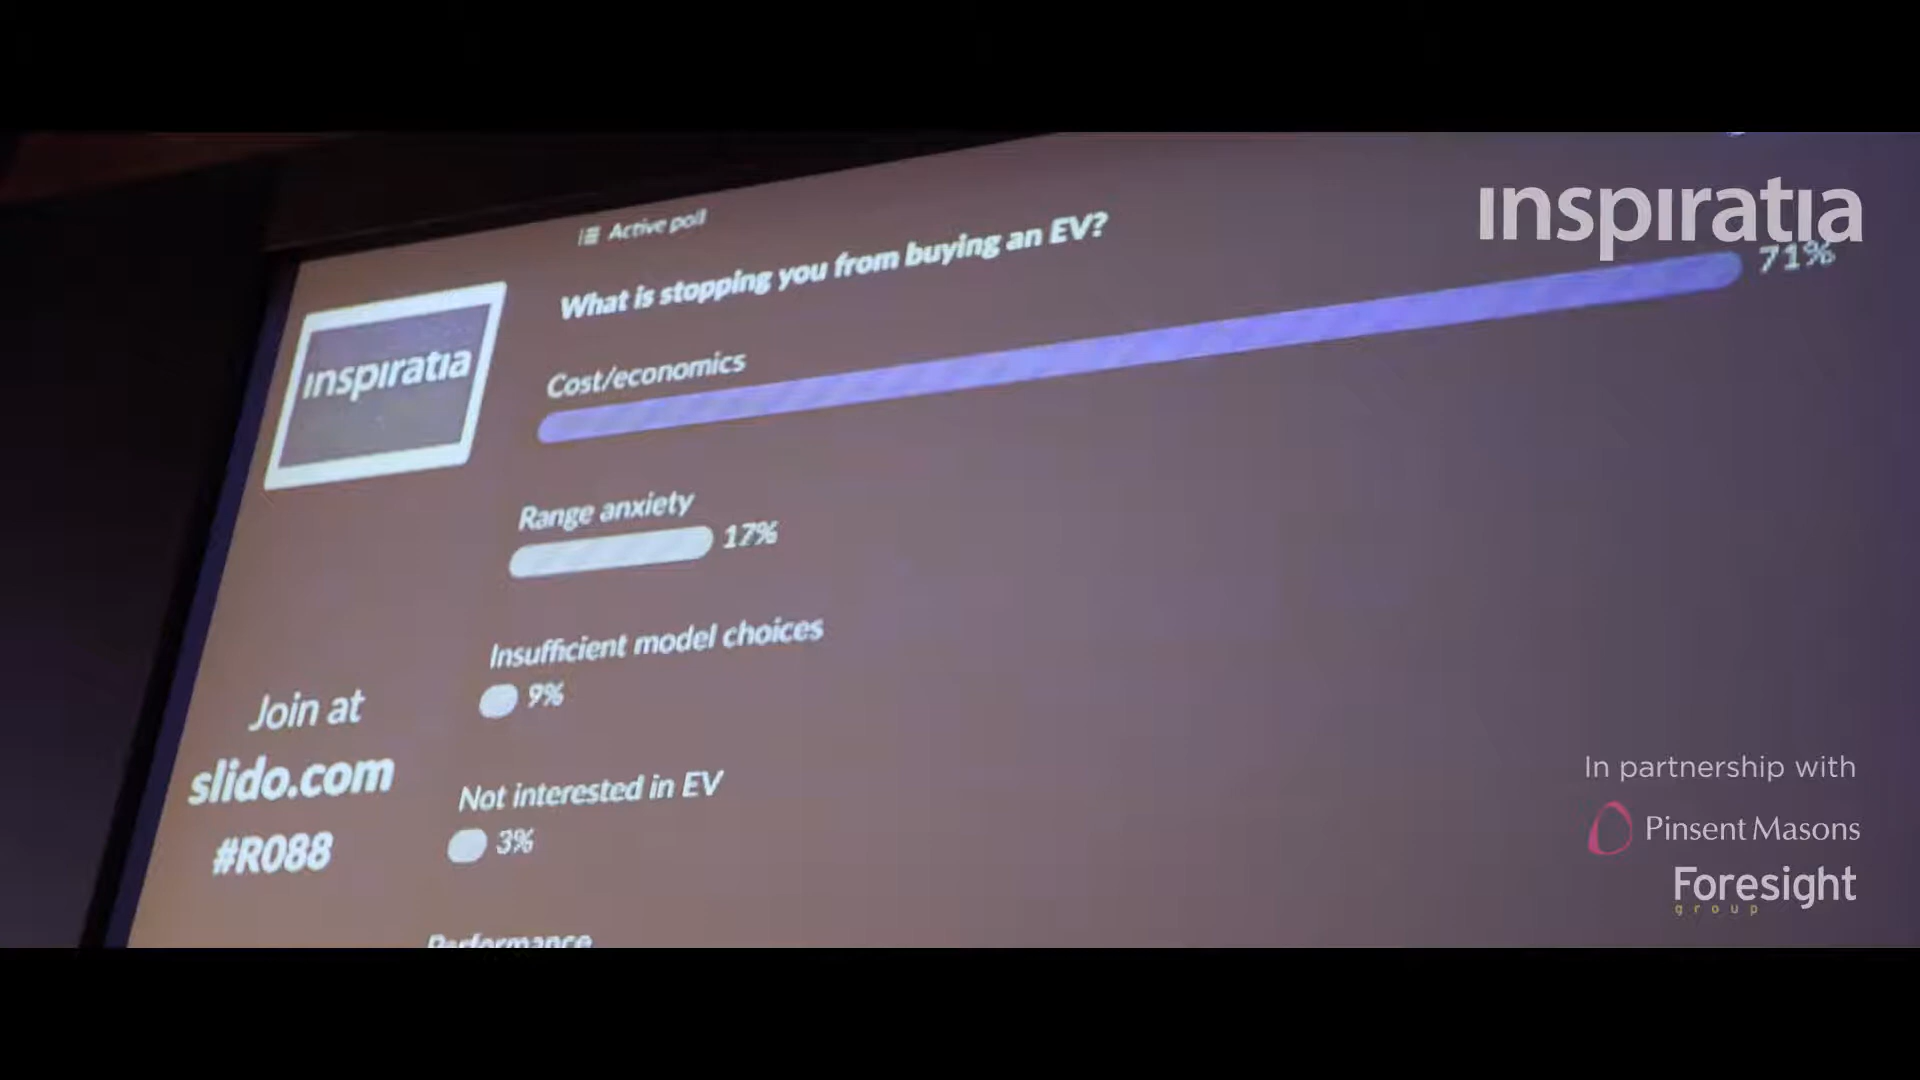 inspiratia
Active poll
What is stopping you from buying an EV?
inspiratia
Cost/economics
71%
Range anxiety
17%
Insufficient model choices
9%
Not interested in EV
3%
Performance
Join at
slido.com
#R088
In partnership with
Pinsent Masons
Foresight
group